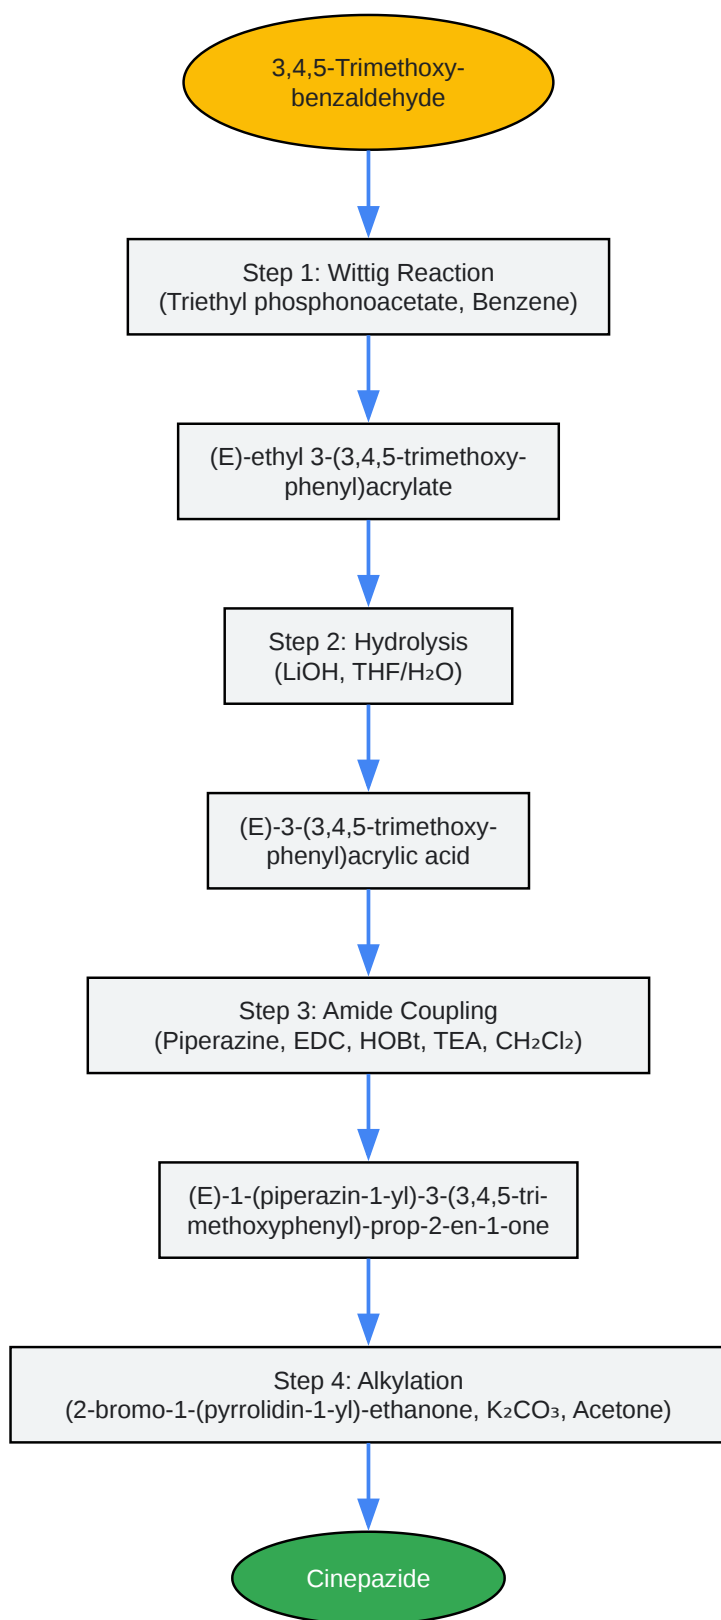 3,4,5-Trimethoxy-
benzaldehyde
Step 1: Wittig Reaction
(Triethyl phosphonoacetate, Benzene)
(E)-ethyl 3-(3,4,5-trimethoxy-
phenyl)acrylate
Step 2: Hydrolysis
(LiOH, THF/H₂O)
(E)-3-(3,4,5-trimethoxy-
phenyl)acrylic acid
Step 3: Amide Coupling
(Piperazine, EDC, HOBt, TEA, CH₂Cl₂)
(E)-1-(piperazin-1-yl)-3-(3,4,5-tri-
methoxyphenyl)-prop-2-en-1-one
Step 4: Alkylation
(2-bromo-1-(pyrrolidin-1-yl)-ethanone, K₂CO₃, Acetone)
Cinepazide